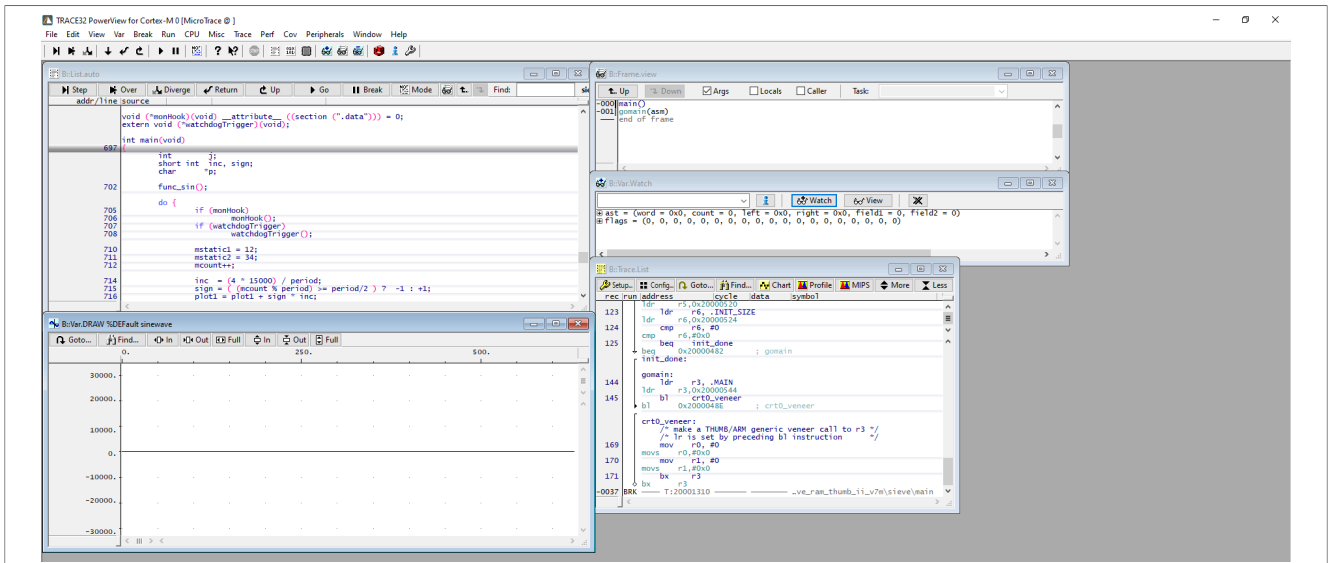 TRACE32 PowerView for Cortex-M0 [MicroTrace @ ]
File Edit View Var Break Run CPU Misc Trace Perf Cov Peripherals Window Help
B::List.auto
Step Over Diverge Return Up Go Break Mode Find:
addr/line source
void (*monHook)(void) __attribute__ ((section (".data"))) = 0;
extern void (*watchdogTrigger)(void);
int main(void)
697 {
int j;
short int inc, sign;
char *p;
702 func_sin();
do {
705 if (monHook)
706 monHook();
707 if (watchdogTrigger)
708 watchdogTrigger();
710 mstatic1 = 12;
711 mstatic2 = 34;
712 mcount++;
714 inc = (4 * 15000) / period;
715 sign = ( (mcount % period) >= period/2 ) ? -1 : +1;
716 plot1 = plot1 + sign * inc;
B::Frame.view
Up Down Args Locals Caller Task:
-000 main()
-001 gomain(asm)
end of frame
B::Var.Watch
Watch View
ast = (word = 0x0, count = 0, left = 0x0, right = 0x0, field1 = 0, field2 = 0)
flags = (0, 0, 0, 0, 0, 0, 0, 0, 0, 0, 0, 0, 0, 0, 0, 0, 0, 0, 0)
B::Trace.List
Setup... Config... Goto... Find... Chart Profile MIPS More Less
rec run address cycle data symbol
ldr r5,0x20000520
123 ldr r6, .INIT_SIZE
ldr r6,0x20000524
124 cmp r6, #0
cmp r6,#0x0
125 beq init_done
beq 0x20000482 ; gomain
init_done:
gomain:
144 ldr r3, .MAIN
ldr r3,0x20000544
145 bl crt0_veneer
bl 0x2000048E ; crt0_veneer
crt0_veneer:
/* make a THUMB/ARM generic veneer call to r3 */
/* lr is set by preceding bl instruction */
169 mov r0, #0
movs r0,#0x0
170 mov r1, #0
movs r1,#0x0
171 bx r3
bx r3
-0037 BRK T:20001310 …ve_ram_thumb_ii_v7m\sieve\main
B::Var.DRAW %DEFault sinewave
Goto... Find... In Out Full In Out Full
0. 250. 500.
30000.
20000.
10000.
0.
-10000.
-20000.
-30000.